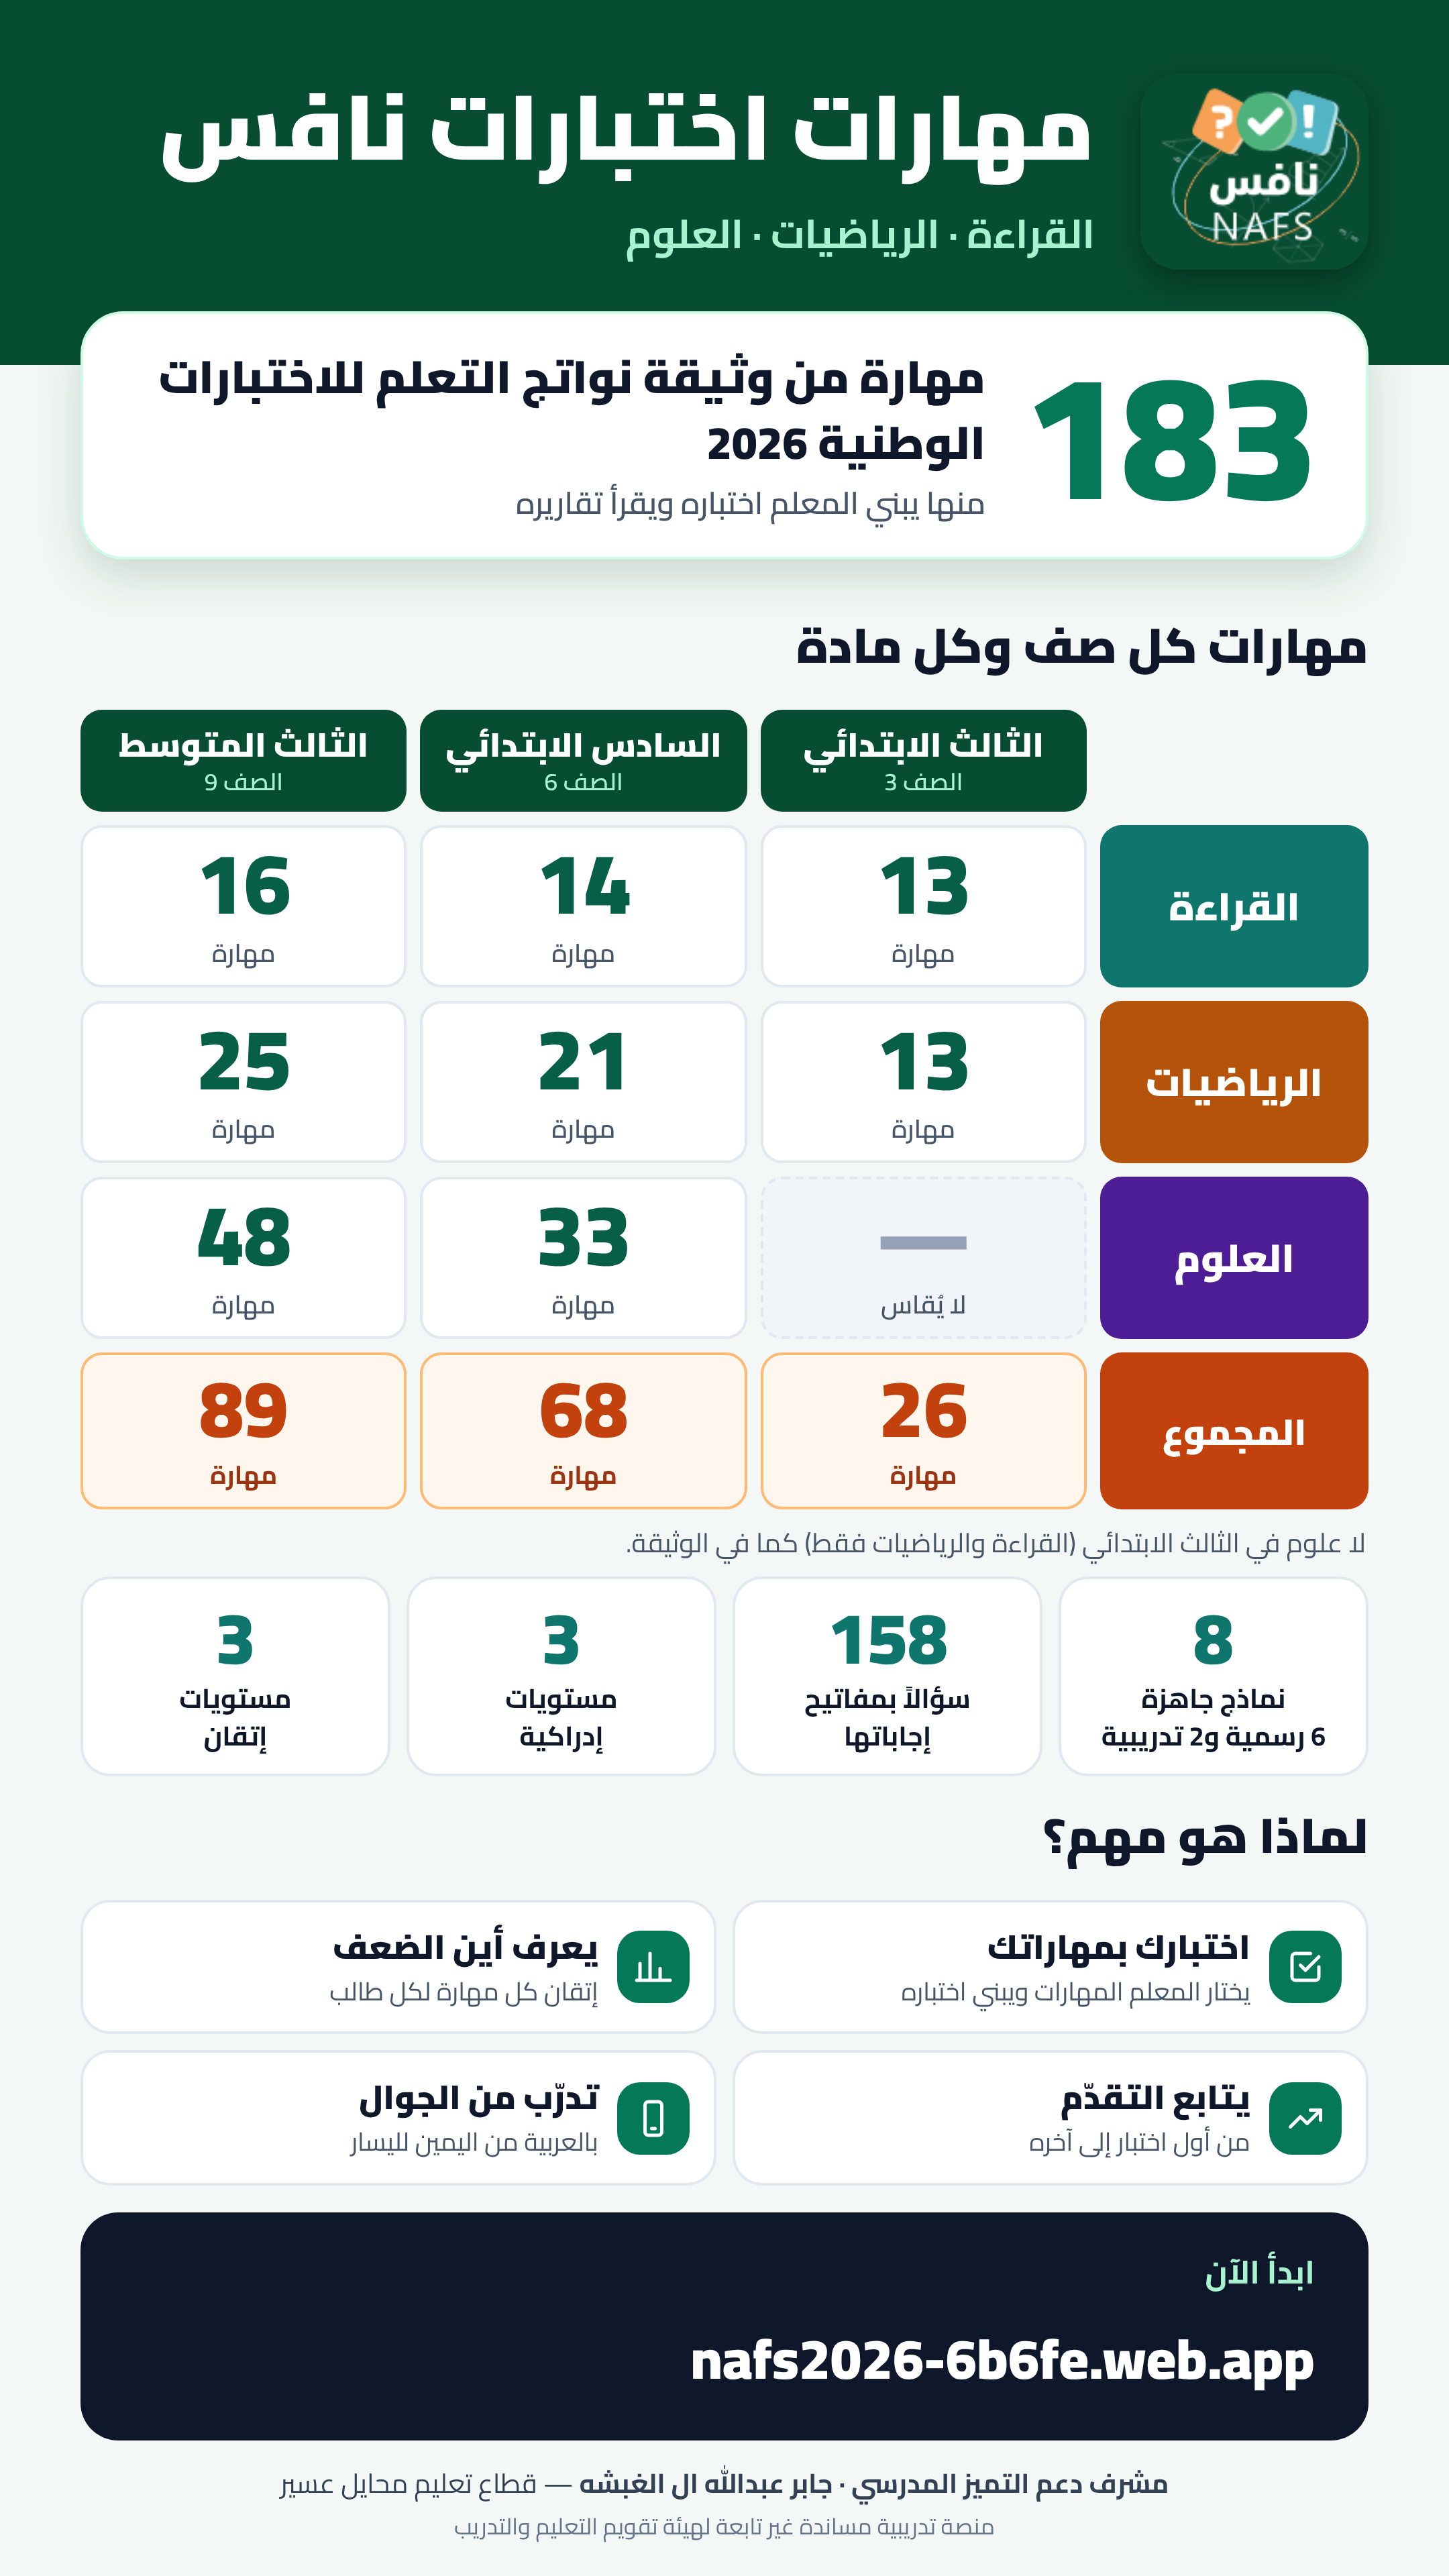 مهارات اختبارات نافس
القراءة · الرياضيات · العلوم
? !
نافس
NAFS
183
مهارة من وثيقة نواتج التعلم للاختبارات
الوطنية 2026
منها يبني المعلم اختباره ويقرأ تقاريره
مهارات كل صف وكل مادة
الثالث الابتدائي
الصف 3
السادس الابتدائي
الصف 6
الثالث المتوسط
الصف 9
القراءة
13
مهارة
14
مهارة
16
مهارة
الرياضيات
13
مهارة
21
مهارة
25
مهارة
العلوم
—
لا يُقاس
33
مهارة
48
مهارة
المجموع
26
مهارة
68
مهارة
89
مهارة
لا علوم في الثالث الابتدائي (القراءة والرياضيات فقط) كما في الوثيقة.
8
نماذج جاهزة
6 رسمية و2 تدريبية
158
سؤالاً بمفاتيح
إجاباتها
3
مستويات
إدراكية
3
مستويات
إتقان
لماذا هو مهم؟
اختبارك بمهاراتك
يختار المعلم المهارات ويبني اختباره
يعرف أين الضعف
إتقان كل مهارة لكل طالب
يتابع التقدّم
من أول اختبار إلى آخره
تدرّب من الجوال
بالعربية من اليمين لليسار
ابدأ الآن
nafs2026-6b6fe.web.app
مشرف دعم التميز المدرسي · جابر عبدالله ال الغبشه — قطاع تعليم محايل عسير
منصة تدريبية مساندة غير تابعة لهيئة تقويم التعليم والتدريب